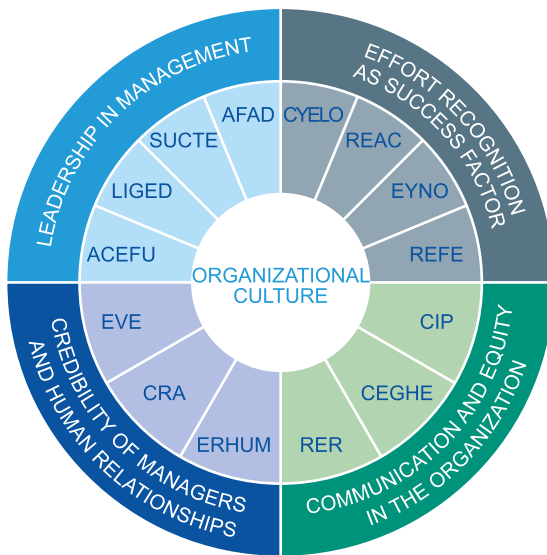 LEADERSHIP IN MANAGEMENT
EFFORT RECOGNITION
AS SUCCESS FACTOR
AFAD
CYELO
SUCTE
REAC
LIGED
EYNO
ACEFU
REFE
ORGANIZATIONAL
CULTURE
EVE
CIP
CRA
CEGHE
ERHUM
RER
CREDIBILITY OF MANAGERS
AND HUMAN RELATIONSHIPS
COMMUNICATION AND EQUITY
IN THE ORGANIZATION